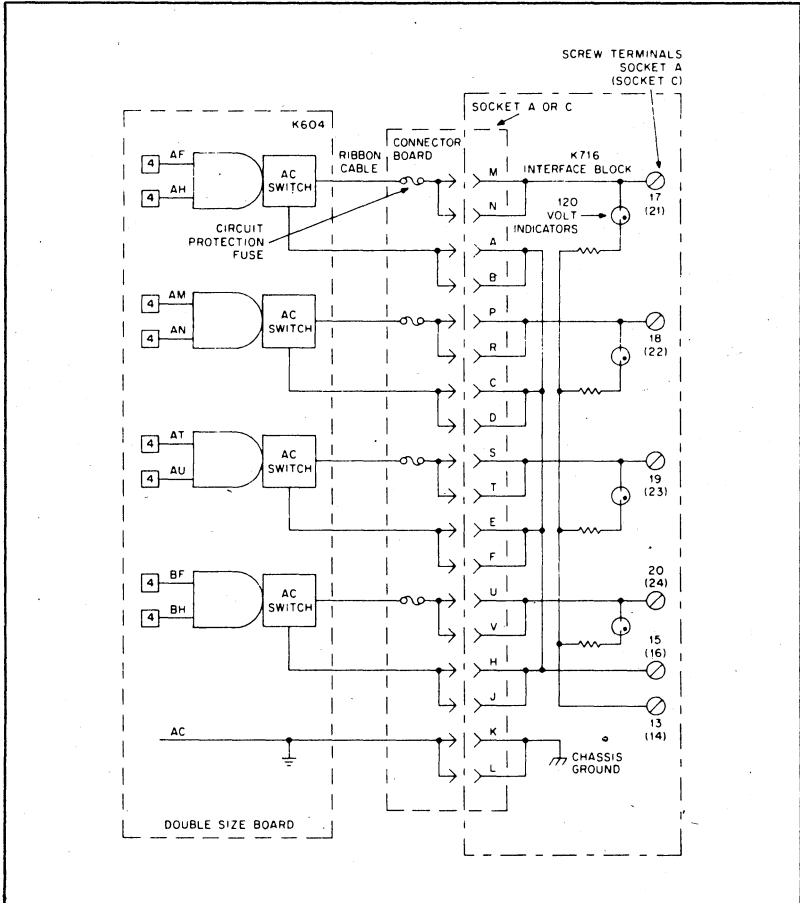 SCREW TERMINALS
SOCKET A
(SOCKET C)
SOCKET A OR C
K604
CONNECTOR
BOARD
RIBBON
CABLE
K716
INTERFACE BLOCK
4 AF
4 AH
AC
SWITCH
M
N
17
(21)
120
VOLT
INDICATORS
CIRCUIT
PROTECTION
FUSE
A
B
4 AM
4 AN
AC
SWITCH
P
R
18
(22)
C
D
4 AT
4 AU
AC
SWITCH
S
T
19
(23)
E
F
4 BF
4 BH
AC
SWITCH
U
V
20
(24)
H
J
15
(16)
13
(14)
AC
K
L
CHASSIS
GROUND
DOUBLE SIZE BOARD